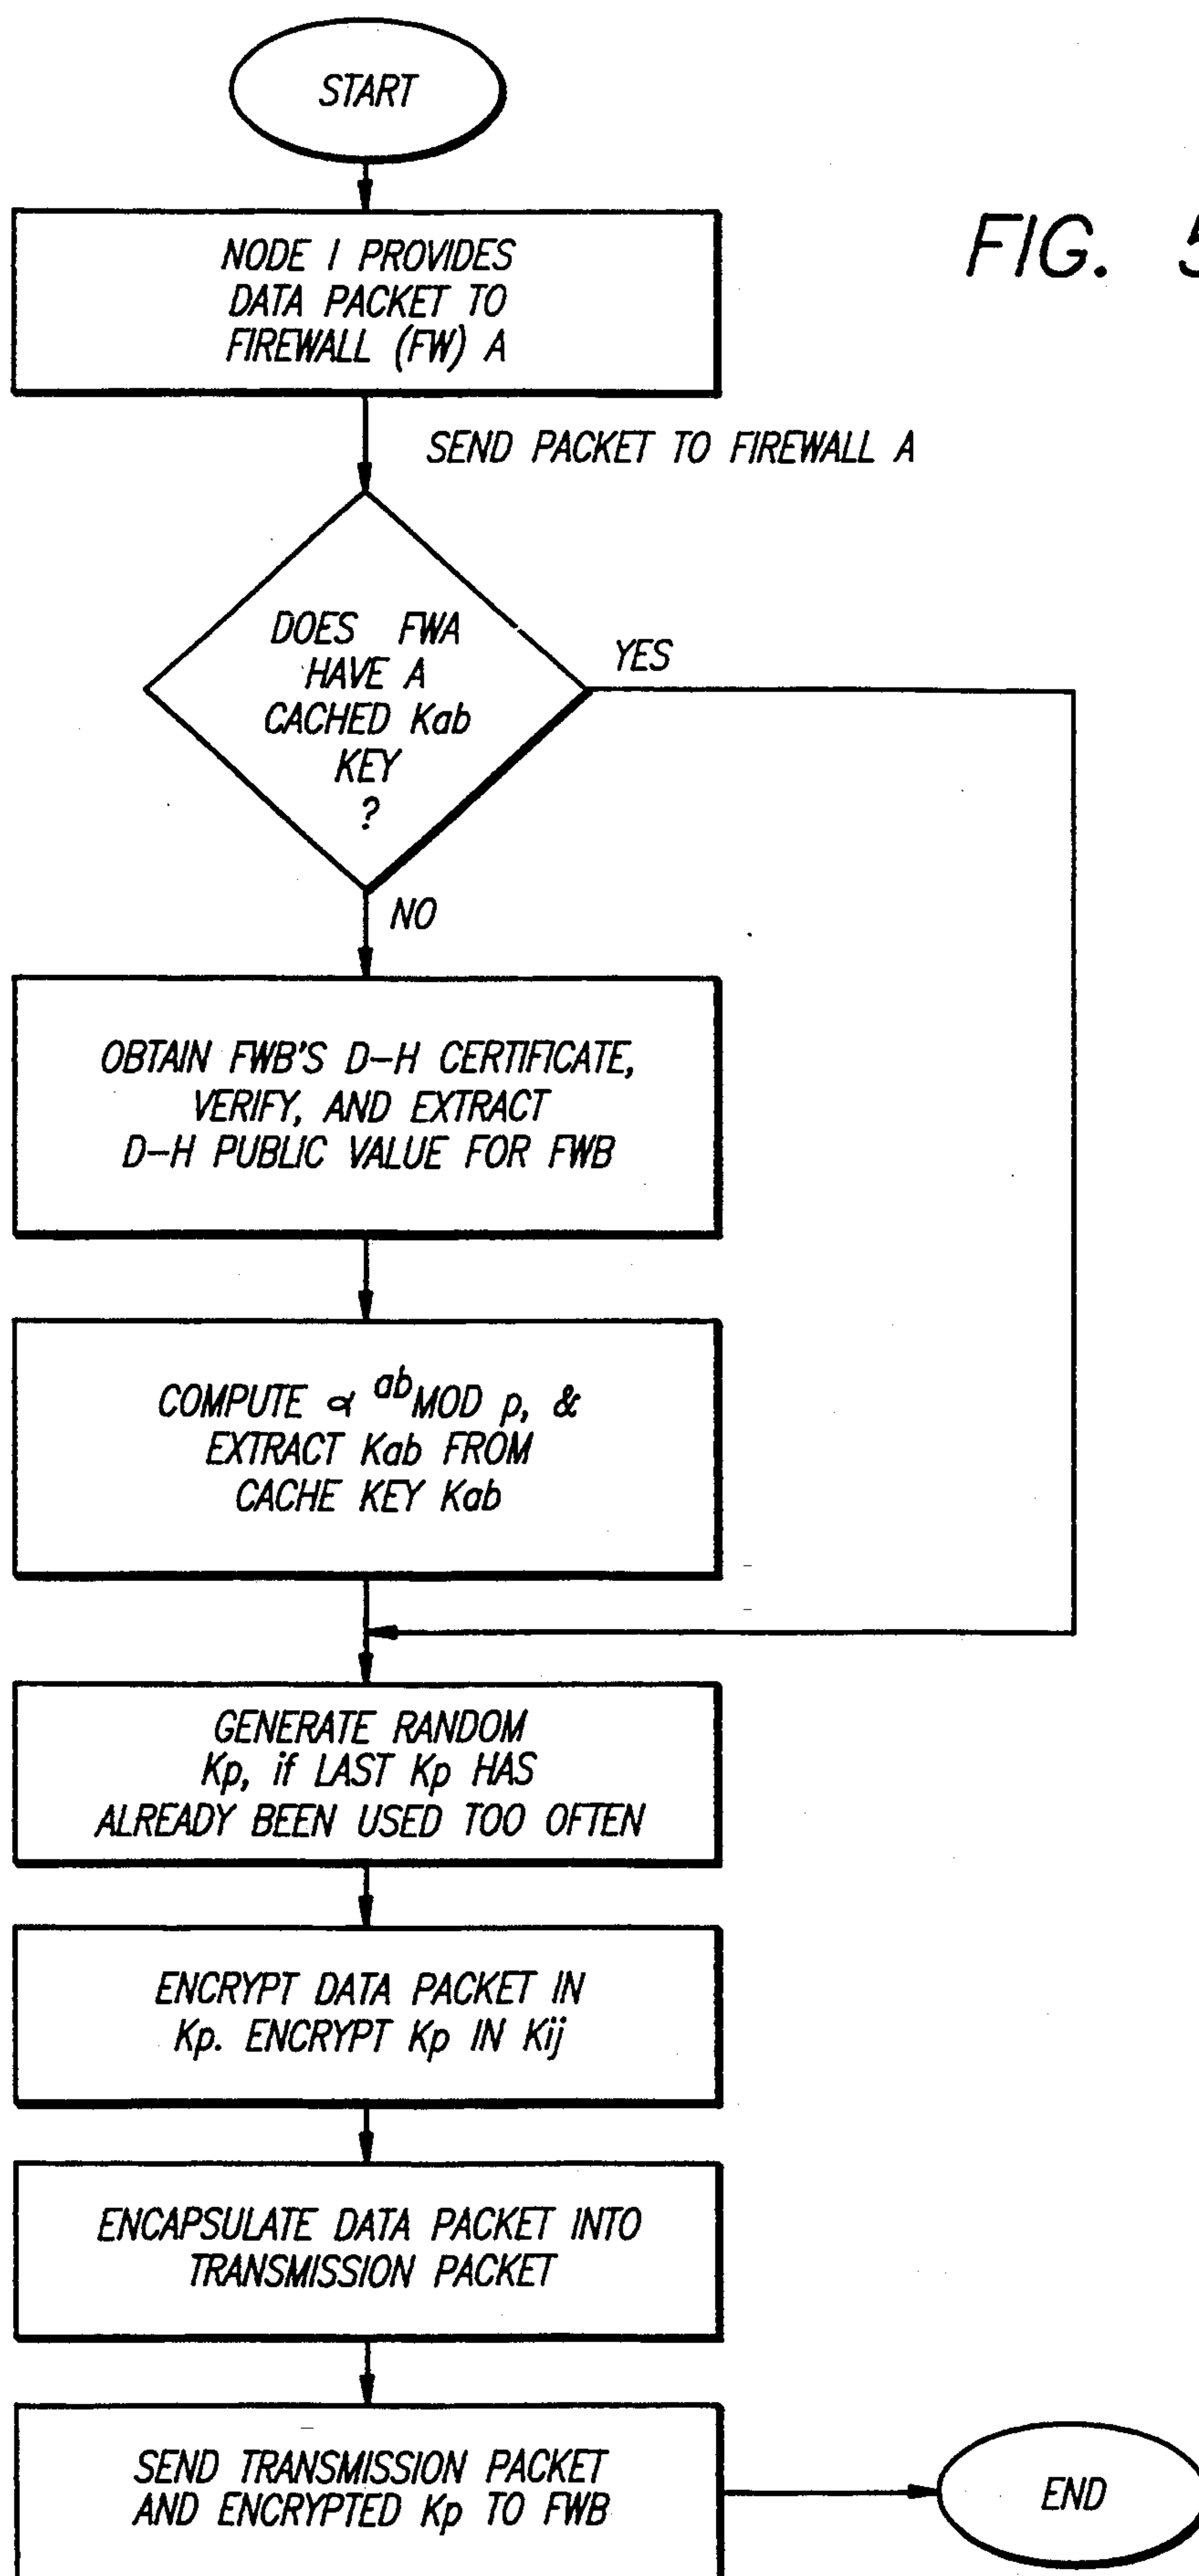 START
FIG. 5
NODE I PROVIDES
DATA PACKET TO
FIREWALL (FW) A
SEND PACKET TO FIREWALL A
DOES FWA
HAVE A
CACHED Kab
KEY
?
YES
NO
OBTAIN FWB'S D-H CERTIFICATE,
VERIFY, AND EXTRACT
D-H PUBLIC VALUE FOR FWB
COMPUTE α ab MOD p, &
EXTRACT Kab FROM
CACHE KEY Kab
GENERATE RANDOM
Kp, if LAST Kp HAS
ALREADY BEEN USED TOO OFTEN
ENCRYPT DATA PACKET IN
Kp. ENCRYPT Kp IN Kij
ENCAPSULATE DATA PACKET INTO
TRANSMISSION PACKET
SEND TRANSMISSION PACKET
AND ENCRYPTED Kp TO FWB
END